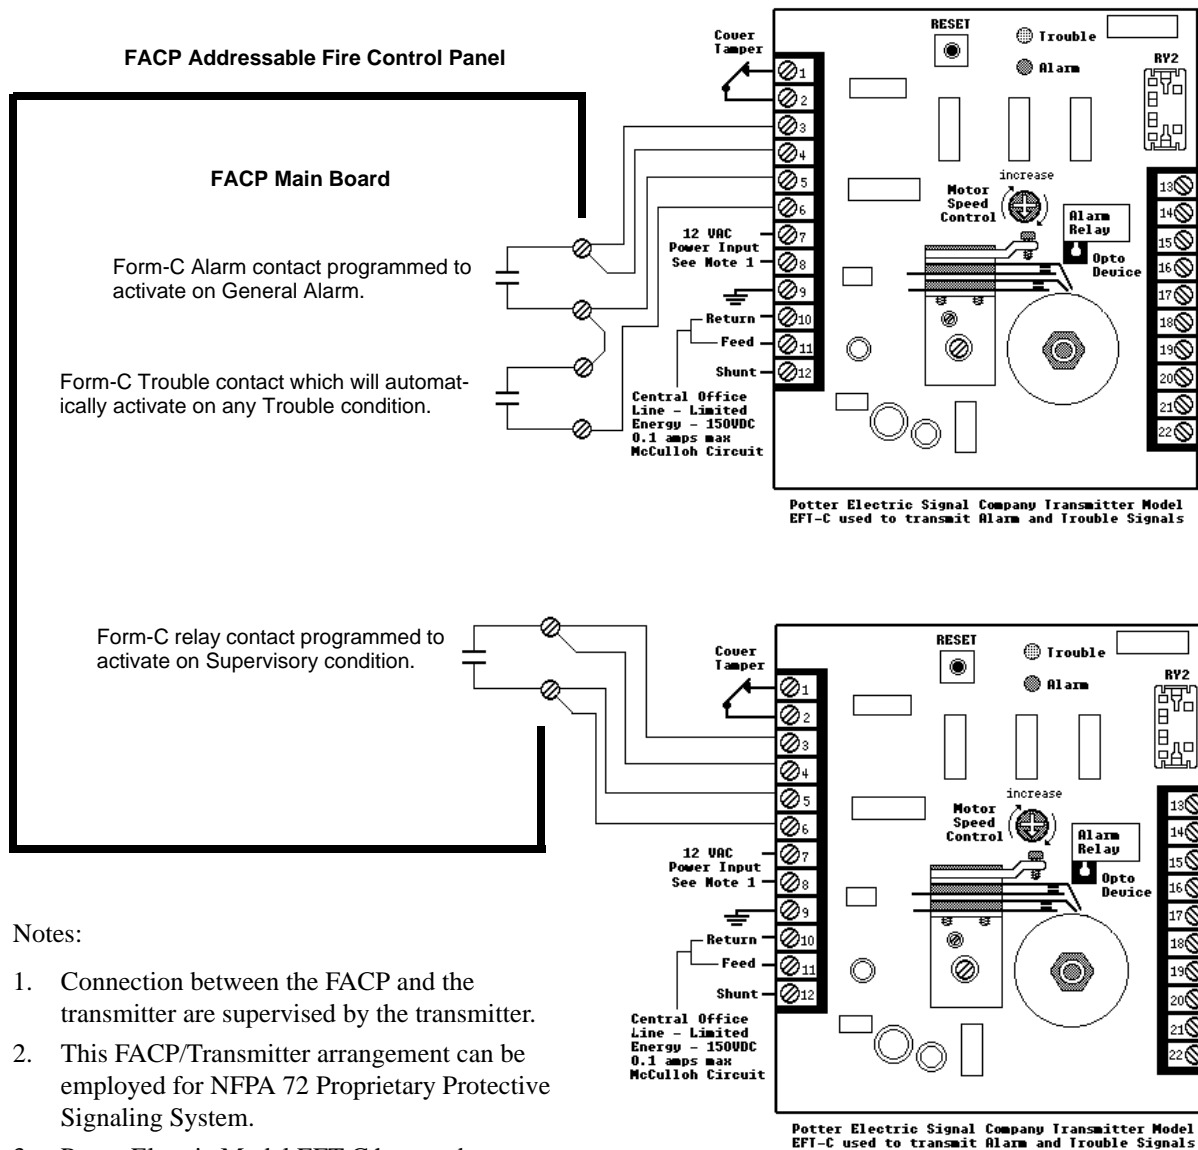 FACP Addressable Fire Control Panel
FACP Main Board
Form-C Alarm contact programmed to
activate on General Alarm.
Form-C Trouble contact which will automat-
ically activate on any Trouble condition.
Cover
Tamper
1
2
3
4
5
6
7
8
9
10
11
12
12 VAC
Power Input
See Note 1
Return
Feed
Shunt
Central Office
Line - Limited
Energy - 150VDC
0.1 amps max
McCulloh Circuit
RESET
Trouble
Alarm
RY2
increase
Motor
Speed
Control
Alarm
Relay
Opto
Device
13
14
15
16
17
18
19
20
21
22
Potter Electric Signal Company Transmitter Model
EFT-C used to transmit Alarm and Trouble Signals
Form-C relay contact programmed to
activate on Supervisory condition.
Cover
Tamper
1
2
3
4
5
6
7
8
9
10
11
12
12 VAC
Power Input
See Note 1
Return
Feed
Shunt
Central Office
Line - Limited
Energy - 150VDC
0.1 amps max
McCulloh Circuit
RESET
Trouble
Alarm
RY2
increase
Motor
Speed
Control
Alarm
Relay
Opto
Device
13
14
15
16
17
18
19
20
21
22
Potter Electric Signal Company Transmitter Model
EFT-C used to transmit Alarm and Trouble Signals
Notes:
1. Connection between the FACP and the
transmitter are supervised by the transmitter.
2. This FACP/Transmitter arrangement can be
employed for NFPA 72 Proprietary Protective
Signaling System.